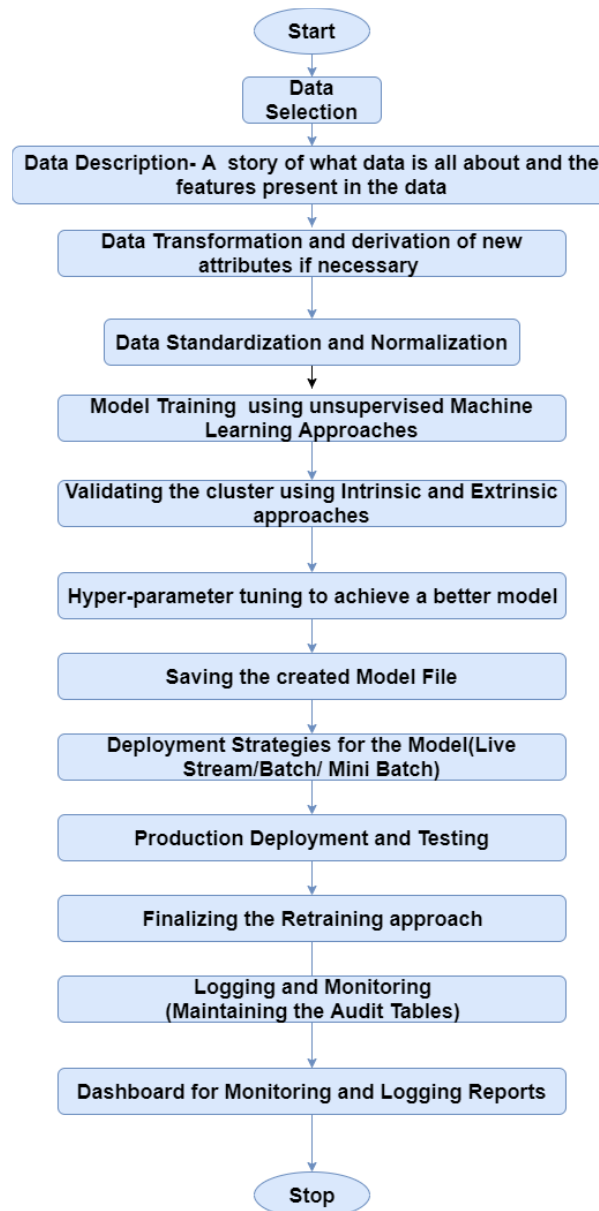 Start
Data
Selection
Data Description- A story of what data is all about and the
features present in the data
Data Transformation and derivation of new
attributes if necessary
Data Standardization and Normalization
Model Training using unsupervised Machine
Learning Approaches
Validating the cluster using Intrinsic and Extrinsic
approaches
Hyper-parameter tuning to achieve a better model
Saving the created Model File
Deployment Strategies for the Model(Live
Stream/Batch/ Mini Batch)
Production Deployment and Testing
Finalizing the Retraining approach
Logging and Monitoring
(Maintaining the Audit Tables)
Dashboard for Monitoring and Logging Reports
Stop